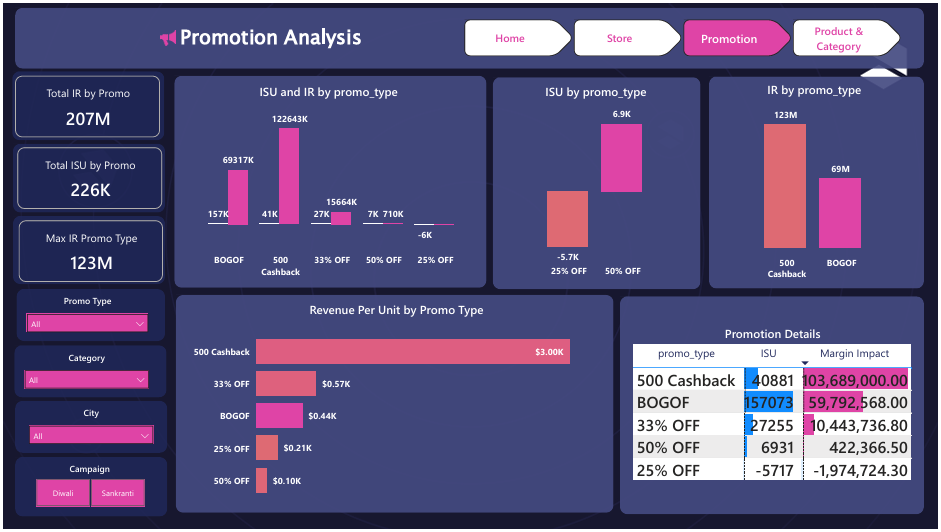 Promotion Analysis
Home
Store
Promotion
Product &
Category
Total IR by Promo
207M
Total ISU by Promo
226K
Max IR Promo Type
123M
Promo Type
All
Category
All
City
All
Campaign
Diwali
Sankranti
ISU and IR by promo_type
122643K
69317K
157K
41K
27K
15664K
7K
710K
-6K
BOGOF
500
Cashback
33% OFF
50% OFF
25% OFF
ISU by promo_type
6.9K
-5.7K
25% OFF
50% OFF
IR by promo_type
123M
69M
500
Cashback
BOGOF
Revenue Per Unit by Promo Type
500 Cashback $3.00K
33% OFF $0.57K
BOGOF $0.44K
25% OFF $0.21K
50% OFF $0.10K
Promotion Details
promo_type ISU Margin Impact
500 Cashback 40881 103,689,000.00
BOGOF 157073 59,792,568.00
33% OFF 27255 10,443,736.80
50% OFF 6931 422,366.50
25% OFF -5717 -1,974,724.30